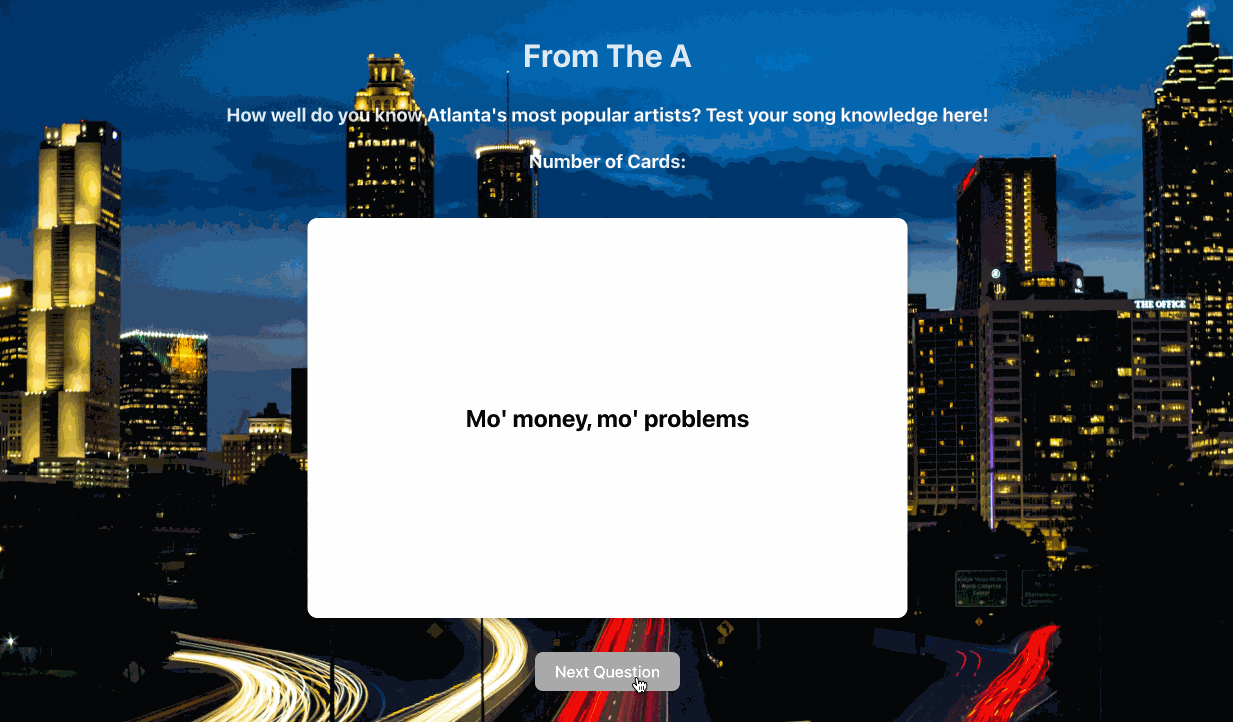 From The A
How well do you know Atlanta's most popular artists? Test your song knowledge here!
Number of Cards:
THE OFFICE
Mo' money, mo' problems
Next Question